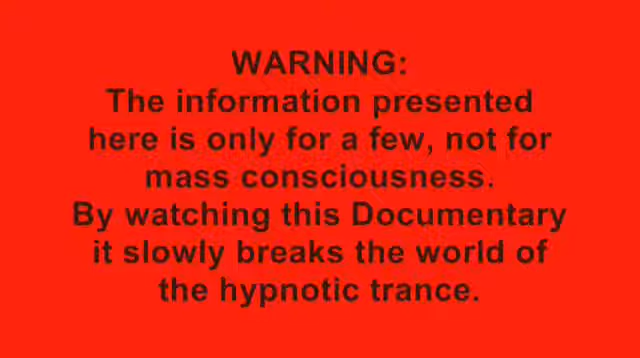 WARNING:
The information presented
here is only for a few, not for
mass consciousness.
By watching this Documentary
it slowly breaks the world of
the hypnotic trance.